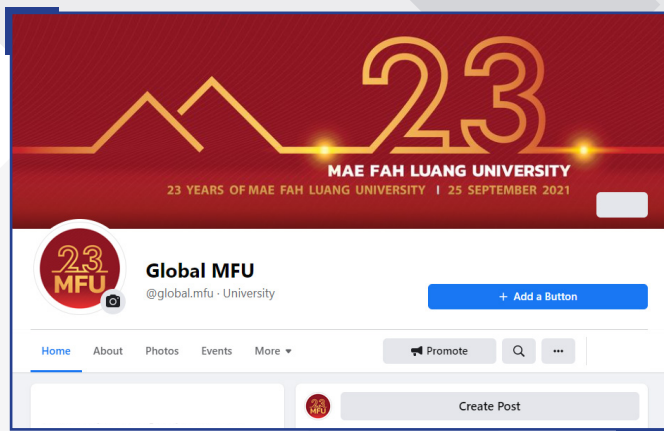 23
MAE FAH LUANG UNIVERSITY
23 YEARS OF MAE FAH LUANG UNIVERSITY | 25 SEPTEMBER 2021
23
MFU
Global MFU
@global.mfu · University
+ Add a Button
Home About Photos Events More
Promote
23
MFU
Create Post